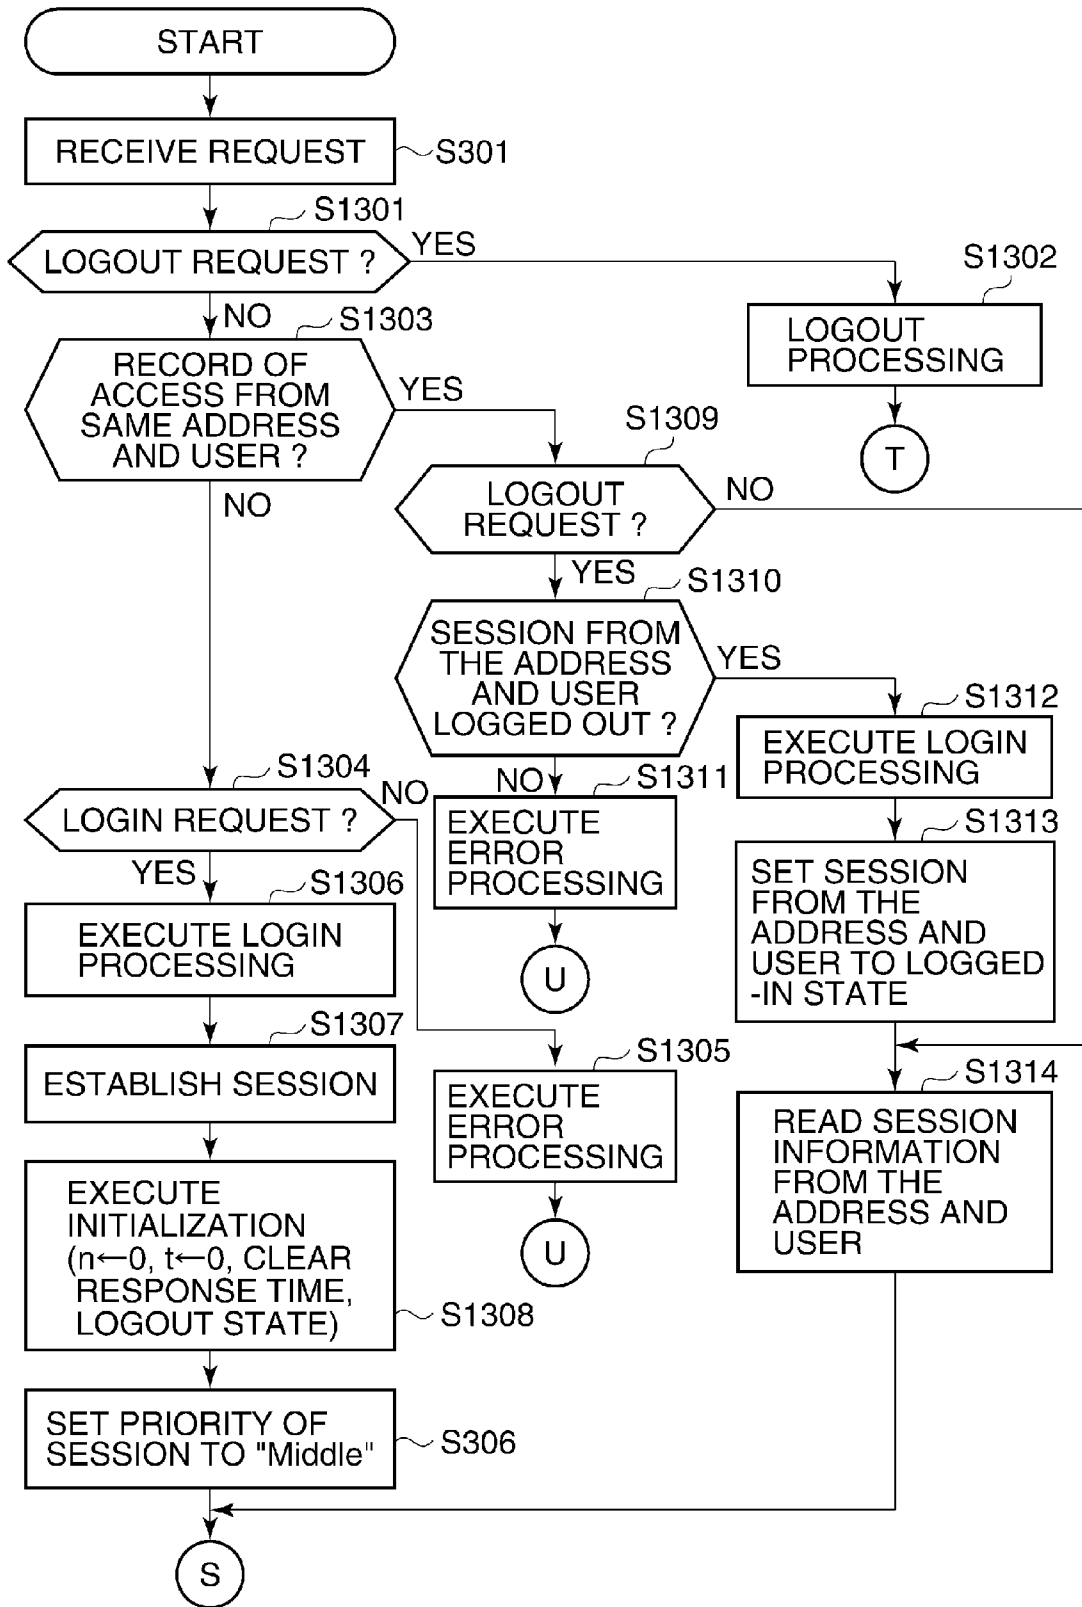 START
RECEIVE REQUEST
S301
S1301
LOGOUT REQUEST ?
YES
NO
S1302
LOGOUT
PROCESSING
T
S1303
RECORD OF
ACCESS FROM
SAME ADDRESS
AND USER ?
YES
NO
S1309
LOGOUT
REQUEST ?
NO
YES
S1310
SESSION FROM
THE ADDRESS
AND USER
LOGGED OUT ?
YES
NO
S1312
EXECUTE LOGIN
PROCESSING
S1304
LOGIN REQUEST ?
NO
YES
S1311
EXECUTE
ERROR
PROCESSING
U
S1313
SET SESSION
FROM THE
ADDRESS AND
USER TO LOGGED
-IN STATE
S1306
EXECUTE LOGIN
PROCESSING
S1307
ESTABLISH SESSION
S1305
EXECUTE
ERROR
PROCESSING
U
S1314
READ SESSION
INFORMATION
FROM THE
ADDRESS AND
USER
EXECUTE
INITIALIZATION
(n←0, t←0, CLEAR
RESPONSE TIME,
LOGOUT STATE)
S1308
SET PRIORITY OF
SESSION TO "Middle"
S306
S